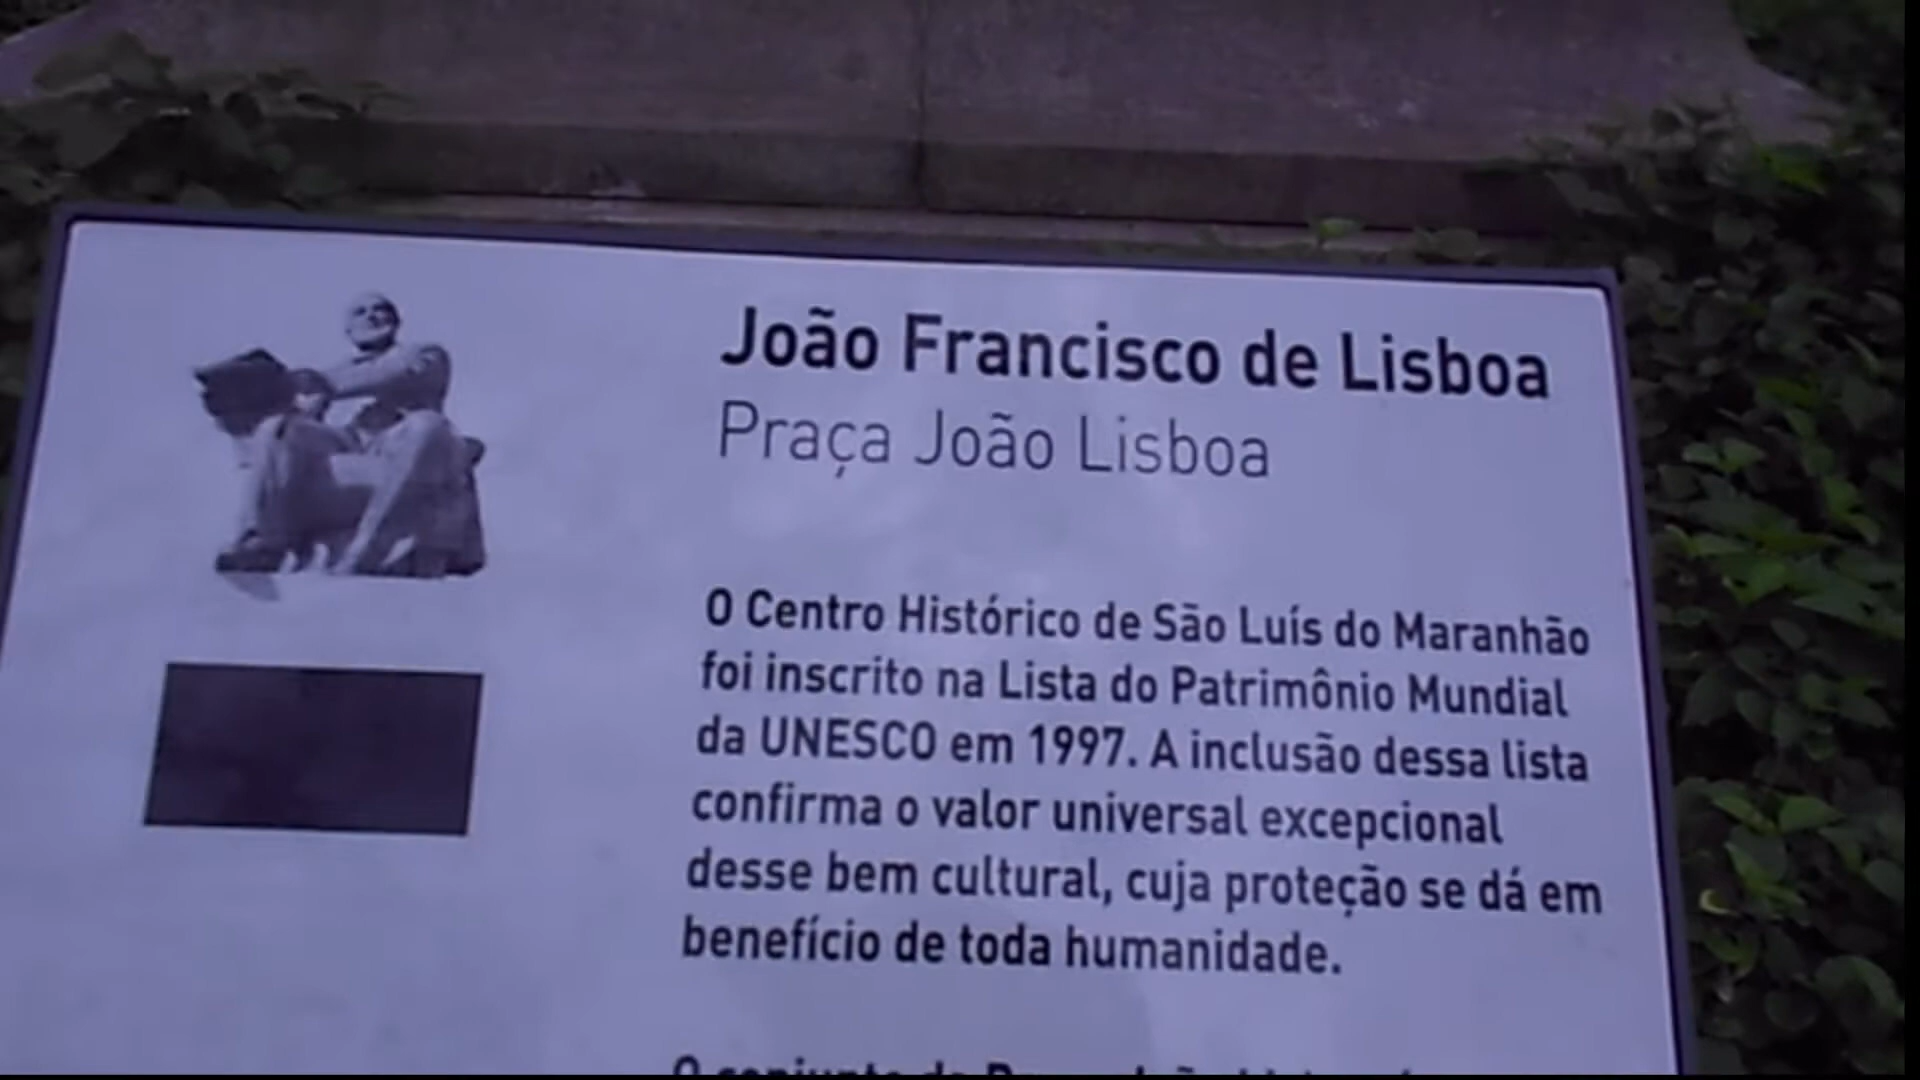 João Francisco de Lisboa
Praça João Lisboa
O Centro Histórico de São Luís do Maranhão
foi inscrito na Lista do Patrimônio Mundial
da UNESCO em 1997. A inclusão dessa lista
confirma o valor universal excepcional
desse bem cultural, cuja proteção se dá em
benefício de toda humanidade.